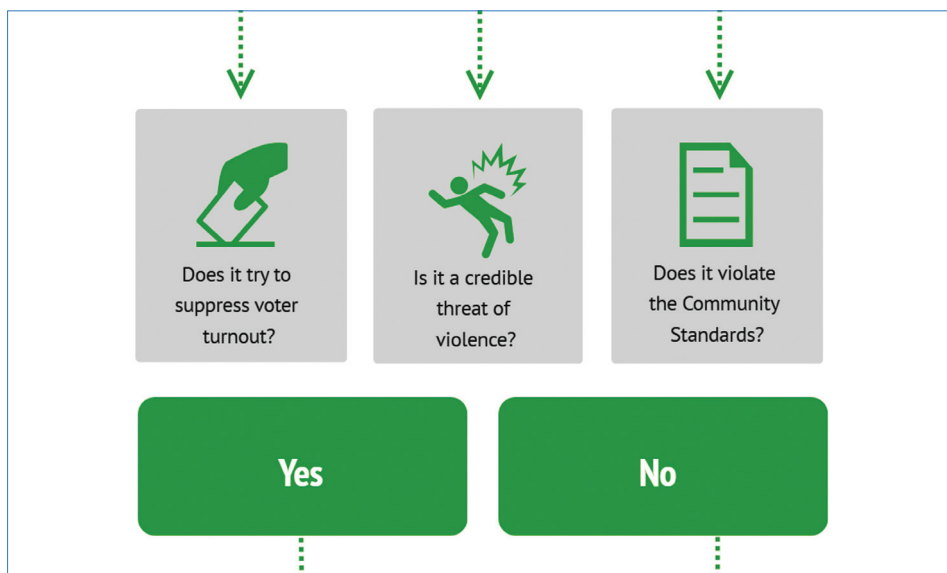 Does it try to
suppress voter
turnout?
Is it a credible
threat of
violence?
Does it violate
the Community
Standards?
Yes
No